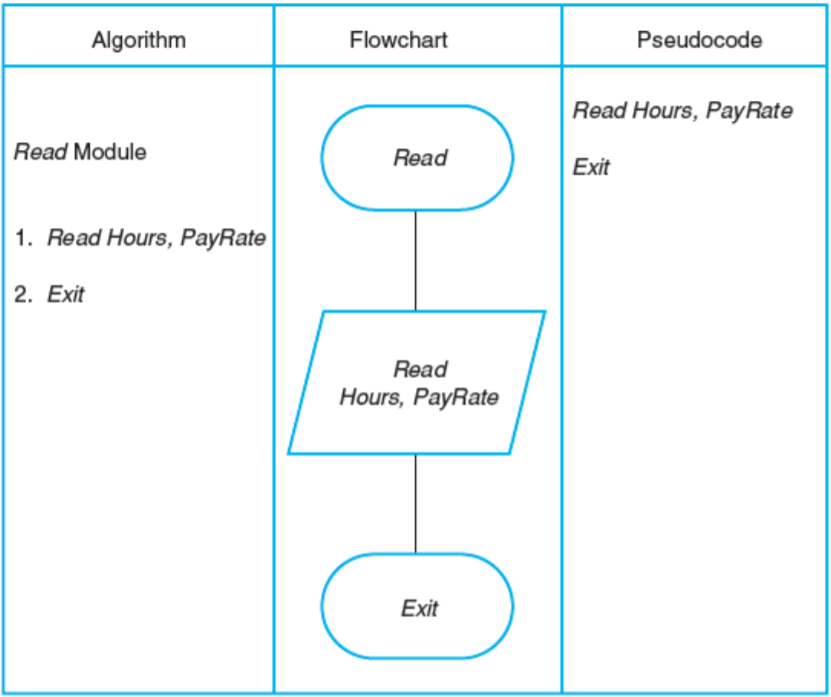 Algorithm
Flowchart
Pseudocode
Read Module
1. Read Hours, PayRate
2. Exit
Read
Read
Hours, PayRate
Exit
Read Hours, PayRate
Exit